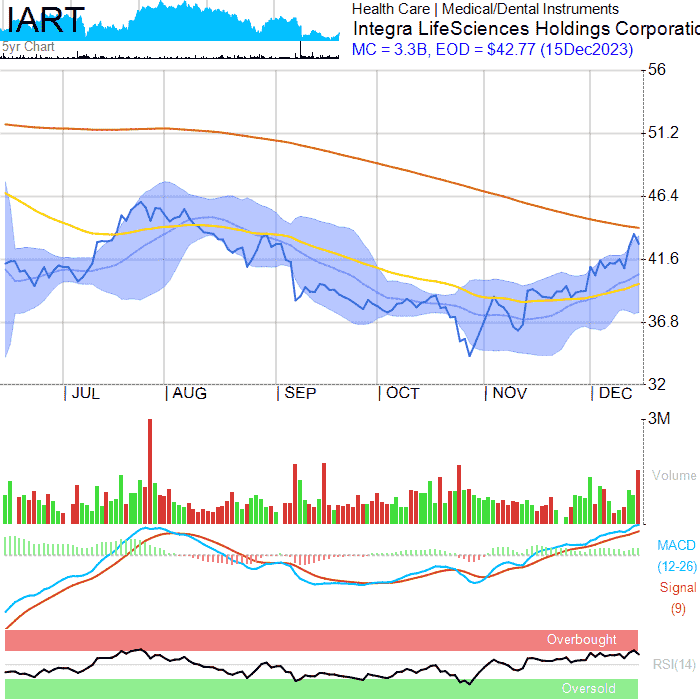 IART
5yr Chart
Health Care | Medical/Dental Instruments
Integra LifeSciences Holdings Corporatio
MC = 3.3B, EOD = $42.77 (15Dec2023)
56
51.2
46.4
41.6
36.8
32
| JUL | AUG | SEP | OCT | NOV | DEC
3M
Volume
MACD
(12-26)
Signal
(9)
Overbought
RSI(14)
Oversold